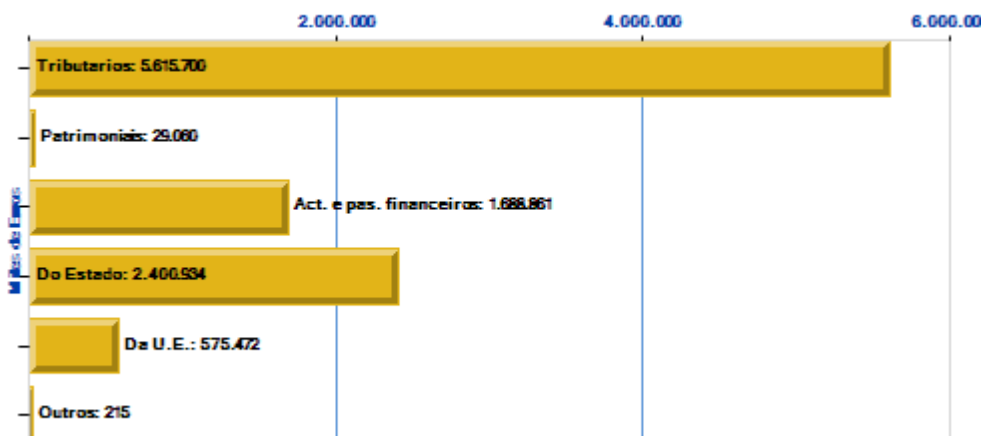 2.000.000 4.000.000 6.000.00
Tributarios: 5.615.700
Patrimoniais: 29.060
Act. e pas. financeiros: 1.688.861
Do Estado: 2.400.934
Da U.E.: 575.472
Outros: 215
Miles de Euros